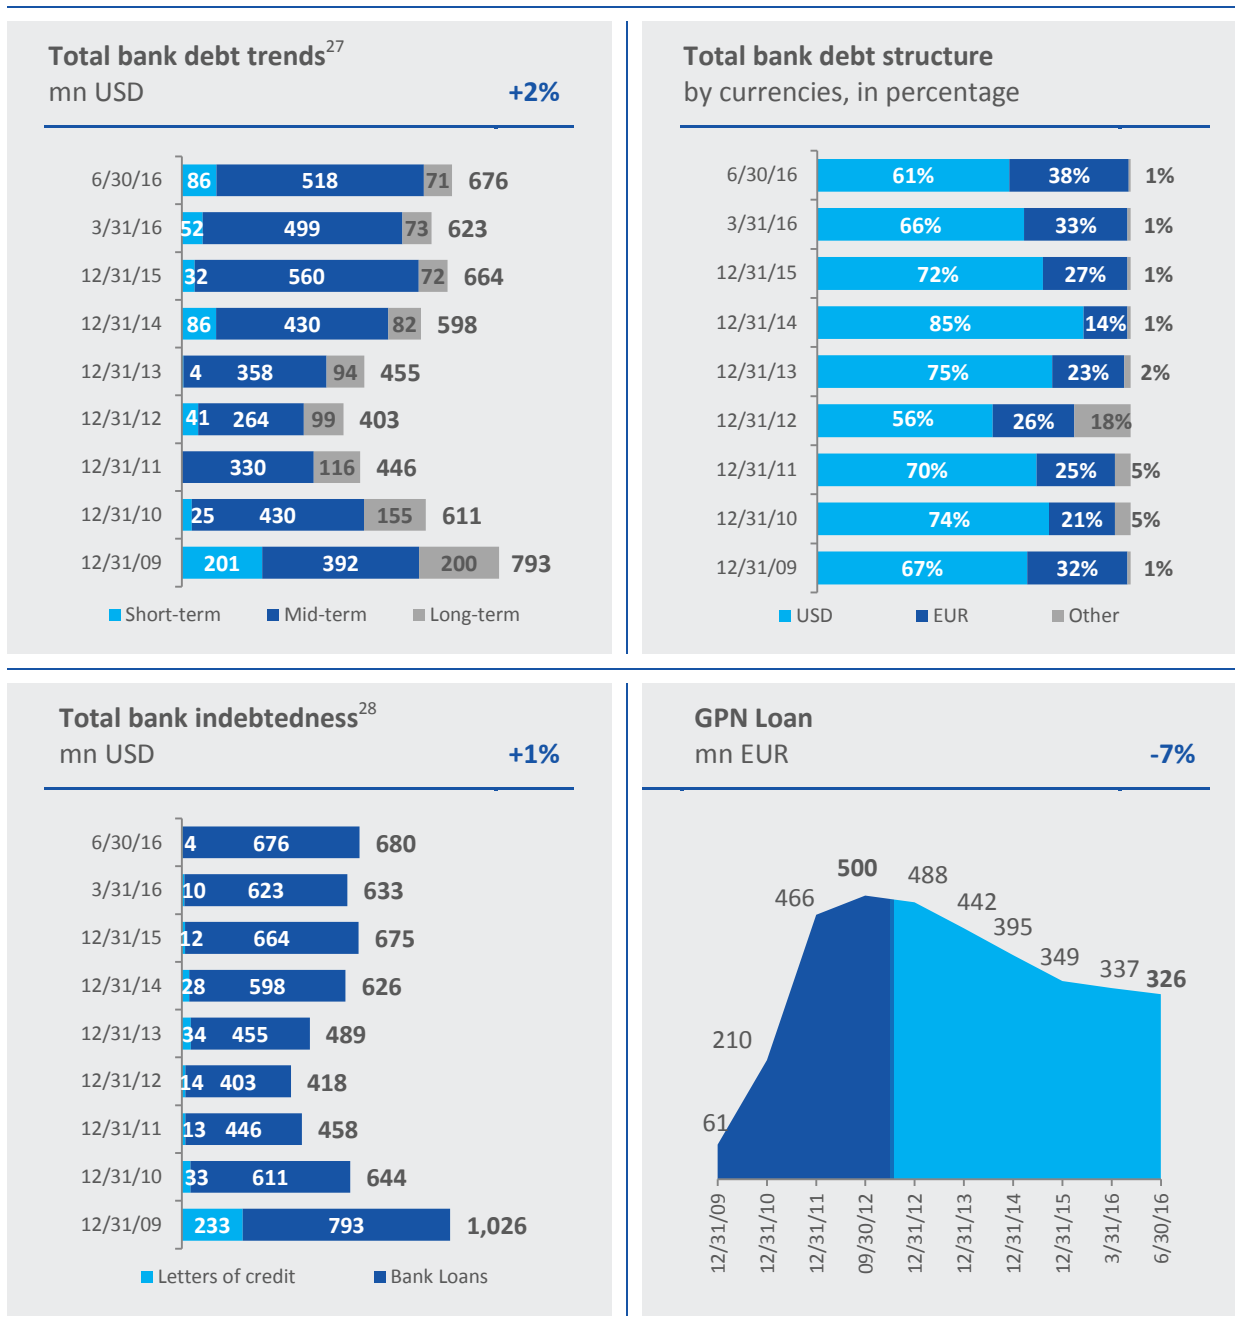 Total bank debt trends27
mn USD +2%
6/30/16 86 518 71 676
3/31/16 52 499 73 623
12/31/15 32 560 72 664
12/31/14 86 430 82 598
12/31/13 4 358 94 455
12/31/12 41 264 99 403
12/31/11 330 116 446
12/31/10 25 430 155 611
12/31/09 201 392 200 793
Short-term Mid-term Long-term
Total bank debt structure
by currencies, in percentage
6/30/16 61% 38% 1%
3/31/16 66% 33% 1%
12/31/15 72% 27% 1%
12/31/14 85% 14% 1%
12/31/13 75% 23% 2%
12/31/12 56% 26% 18%
12/31/11 70% 25% 5%
12/31/10 74% 21% 5%
12/31/09 67% 32% 1%
USD EUR Other
Total bank indebtedness28
mn USD +1%
6/30/16 4 676 680
3/31/16 10 623 633
12/31/15 12 664 675
12/31/14 28 598 626
12/31/13 34 455 489
12/31/12 14 403 418
12/31/11 13 446 458
12/31/10 33 611 644
12/31/09 233 793 1,026
Letters of credit Bank Loans
GPN Loan
mn EUR -7%
61 210 466 500 488 442 395 349 337 326
12/31/09 12/31/10 12/31/11 09/30/12 12/31/12 12/31/13 12/31/14 12/31/15 3/31/16 6/30/16